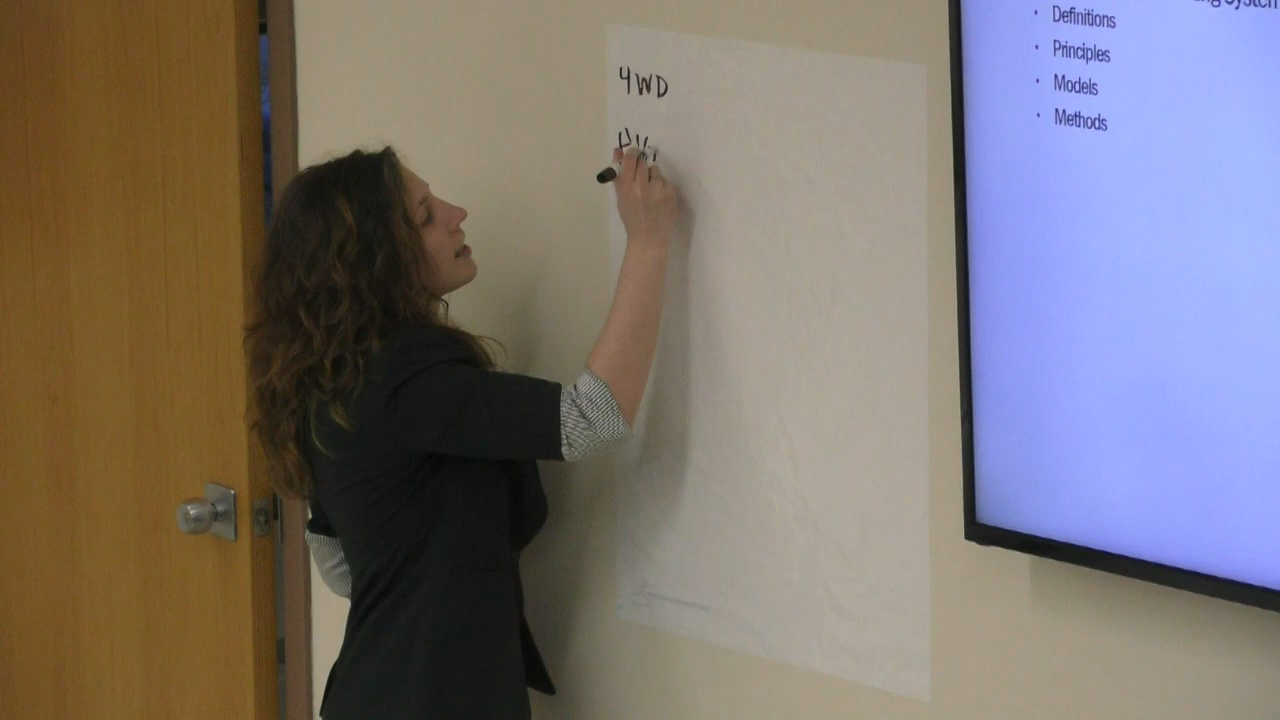 4WD
• Definitions
• Principles
• Models
• Methods